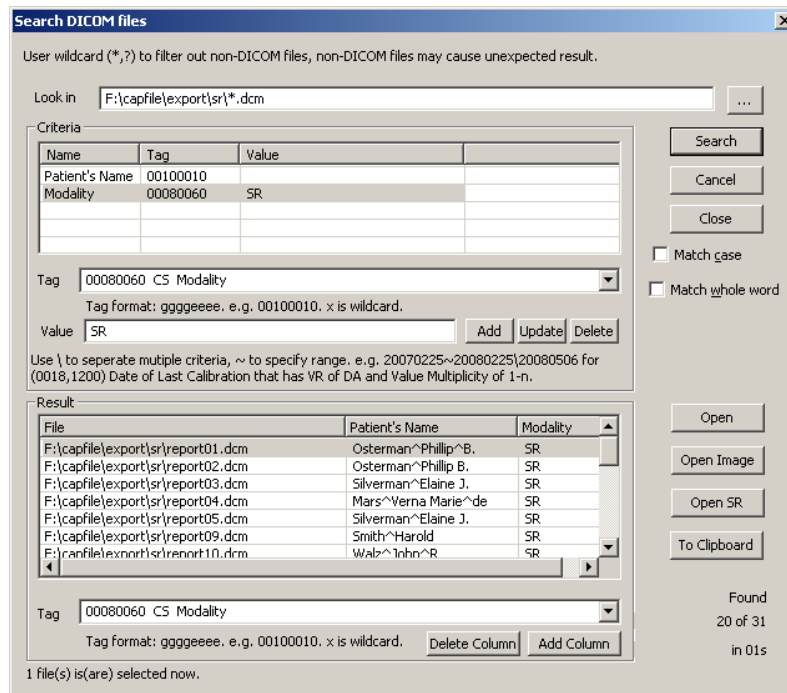 Search DICOM files
User wildcard (*,?) to filter out non-DICOM files, non-DICOM files may cause unexpected result.
Look in F:\capfile\export\sr\*.dcm ...
Criteria
Name Tag Value
Patient's Name 00100010
Modality 00080060 SR
Tag 00080060 CS Modality
Tag format: ggggeeee. e.g. 00100010. x is wildcard.
Value SR Add Update Delete
Use \ to seperate mutiple criteria, ~ to specify range. e.g. 20070225~20080225\20080506 for
(0018,1200) Date of Last Calibration that has VR of DA and Value Multiplicity of 1-n.
Search
Cancel
Close
Match case
Match whole word
Result
File Patient's Name Modality
F:\capfile\export\sr\report01.dcm Osterman^Phillip^B. SR
F:\capfile\export\sr\report02.dcm Osterman^Phillip B. SR
F:\capfile\export\sr\report03.dcm Silverman^Elaine J. SR
F:\capfile\export\sr\report04.dcm Mars^Verna Marie^de SR
F:\capfile\export\sr\report05.dcm Silverman^Elaine J. SR
F:\capfile\export\sr\report09.dcm Smith^Harold SR
F:\capfile\export\sr\report10.dcm Walz^John^R SR
Tag 00080060 CS Modality
Tag format: ggggeeee. e.g. 00100010. x is wildcard. Delete Column Add Column
Open
Open Image
Open SR
To Clipboard
Found
20 of 31
in 01s
1 file(s) is(are) selected now.